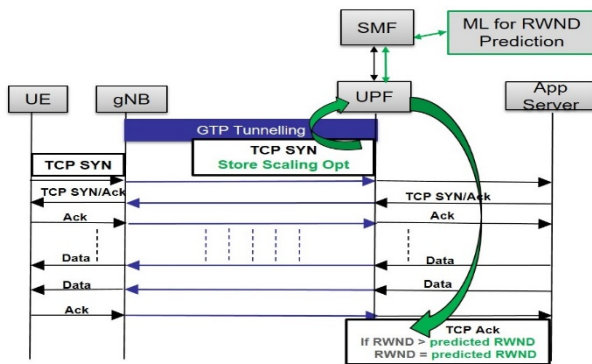 SMF
ML for RWND
Prediction
UE
gNB
UPF
App
Server
GTP Tunnelling
TCP SYN
TCP SYN
Store Scaling Opt
TCP SYN/Ack
TCP SYN/Ack
Ack
Ack
Data
Data
Data
Data
Ack
TCP Ack
If RWND > predicted RWND
RWND = predicted RWND